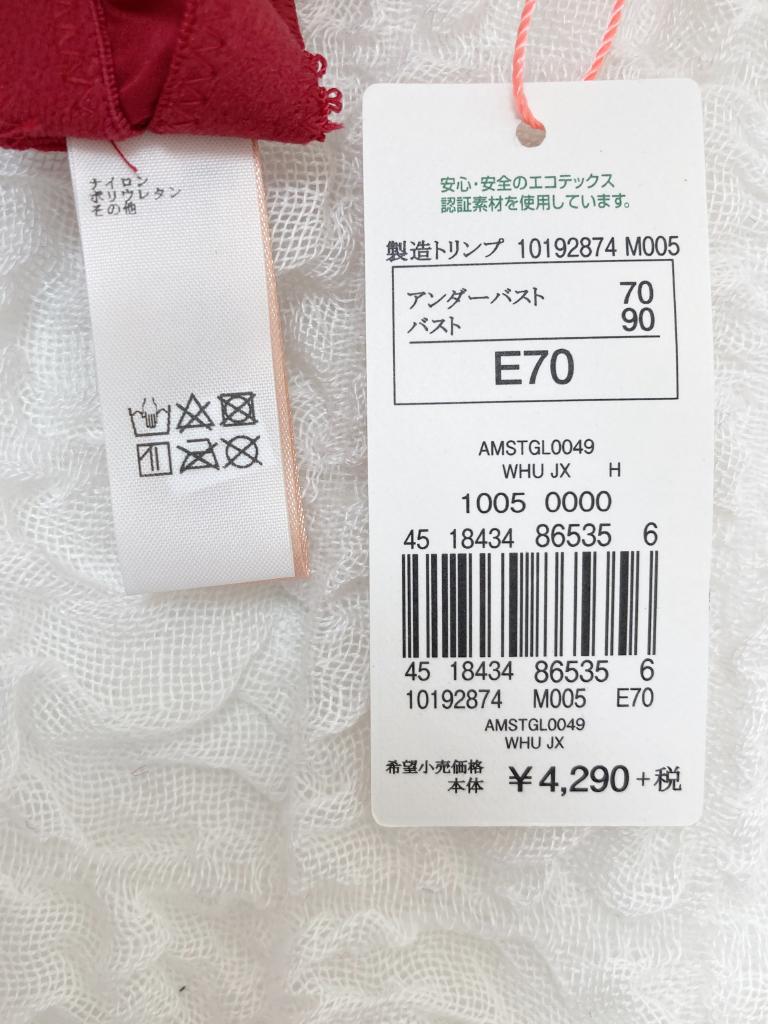 ナイロン
ポリウレタン
その他
安心・安全のエコテックス
認証素材を使用しています。
製造トリンプ 10192874 M005
アンダーバスト 70
バスト 90
E70
AMSTGL0049
WHU JX H
1005 0000
45 18434 86535 6
45 18434 86535 6
10192874 M005 E70
AMSTGL0049
WHU JX
希望小売価格
本体 ¥4,290+税